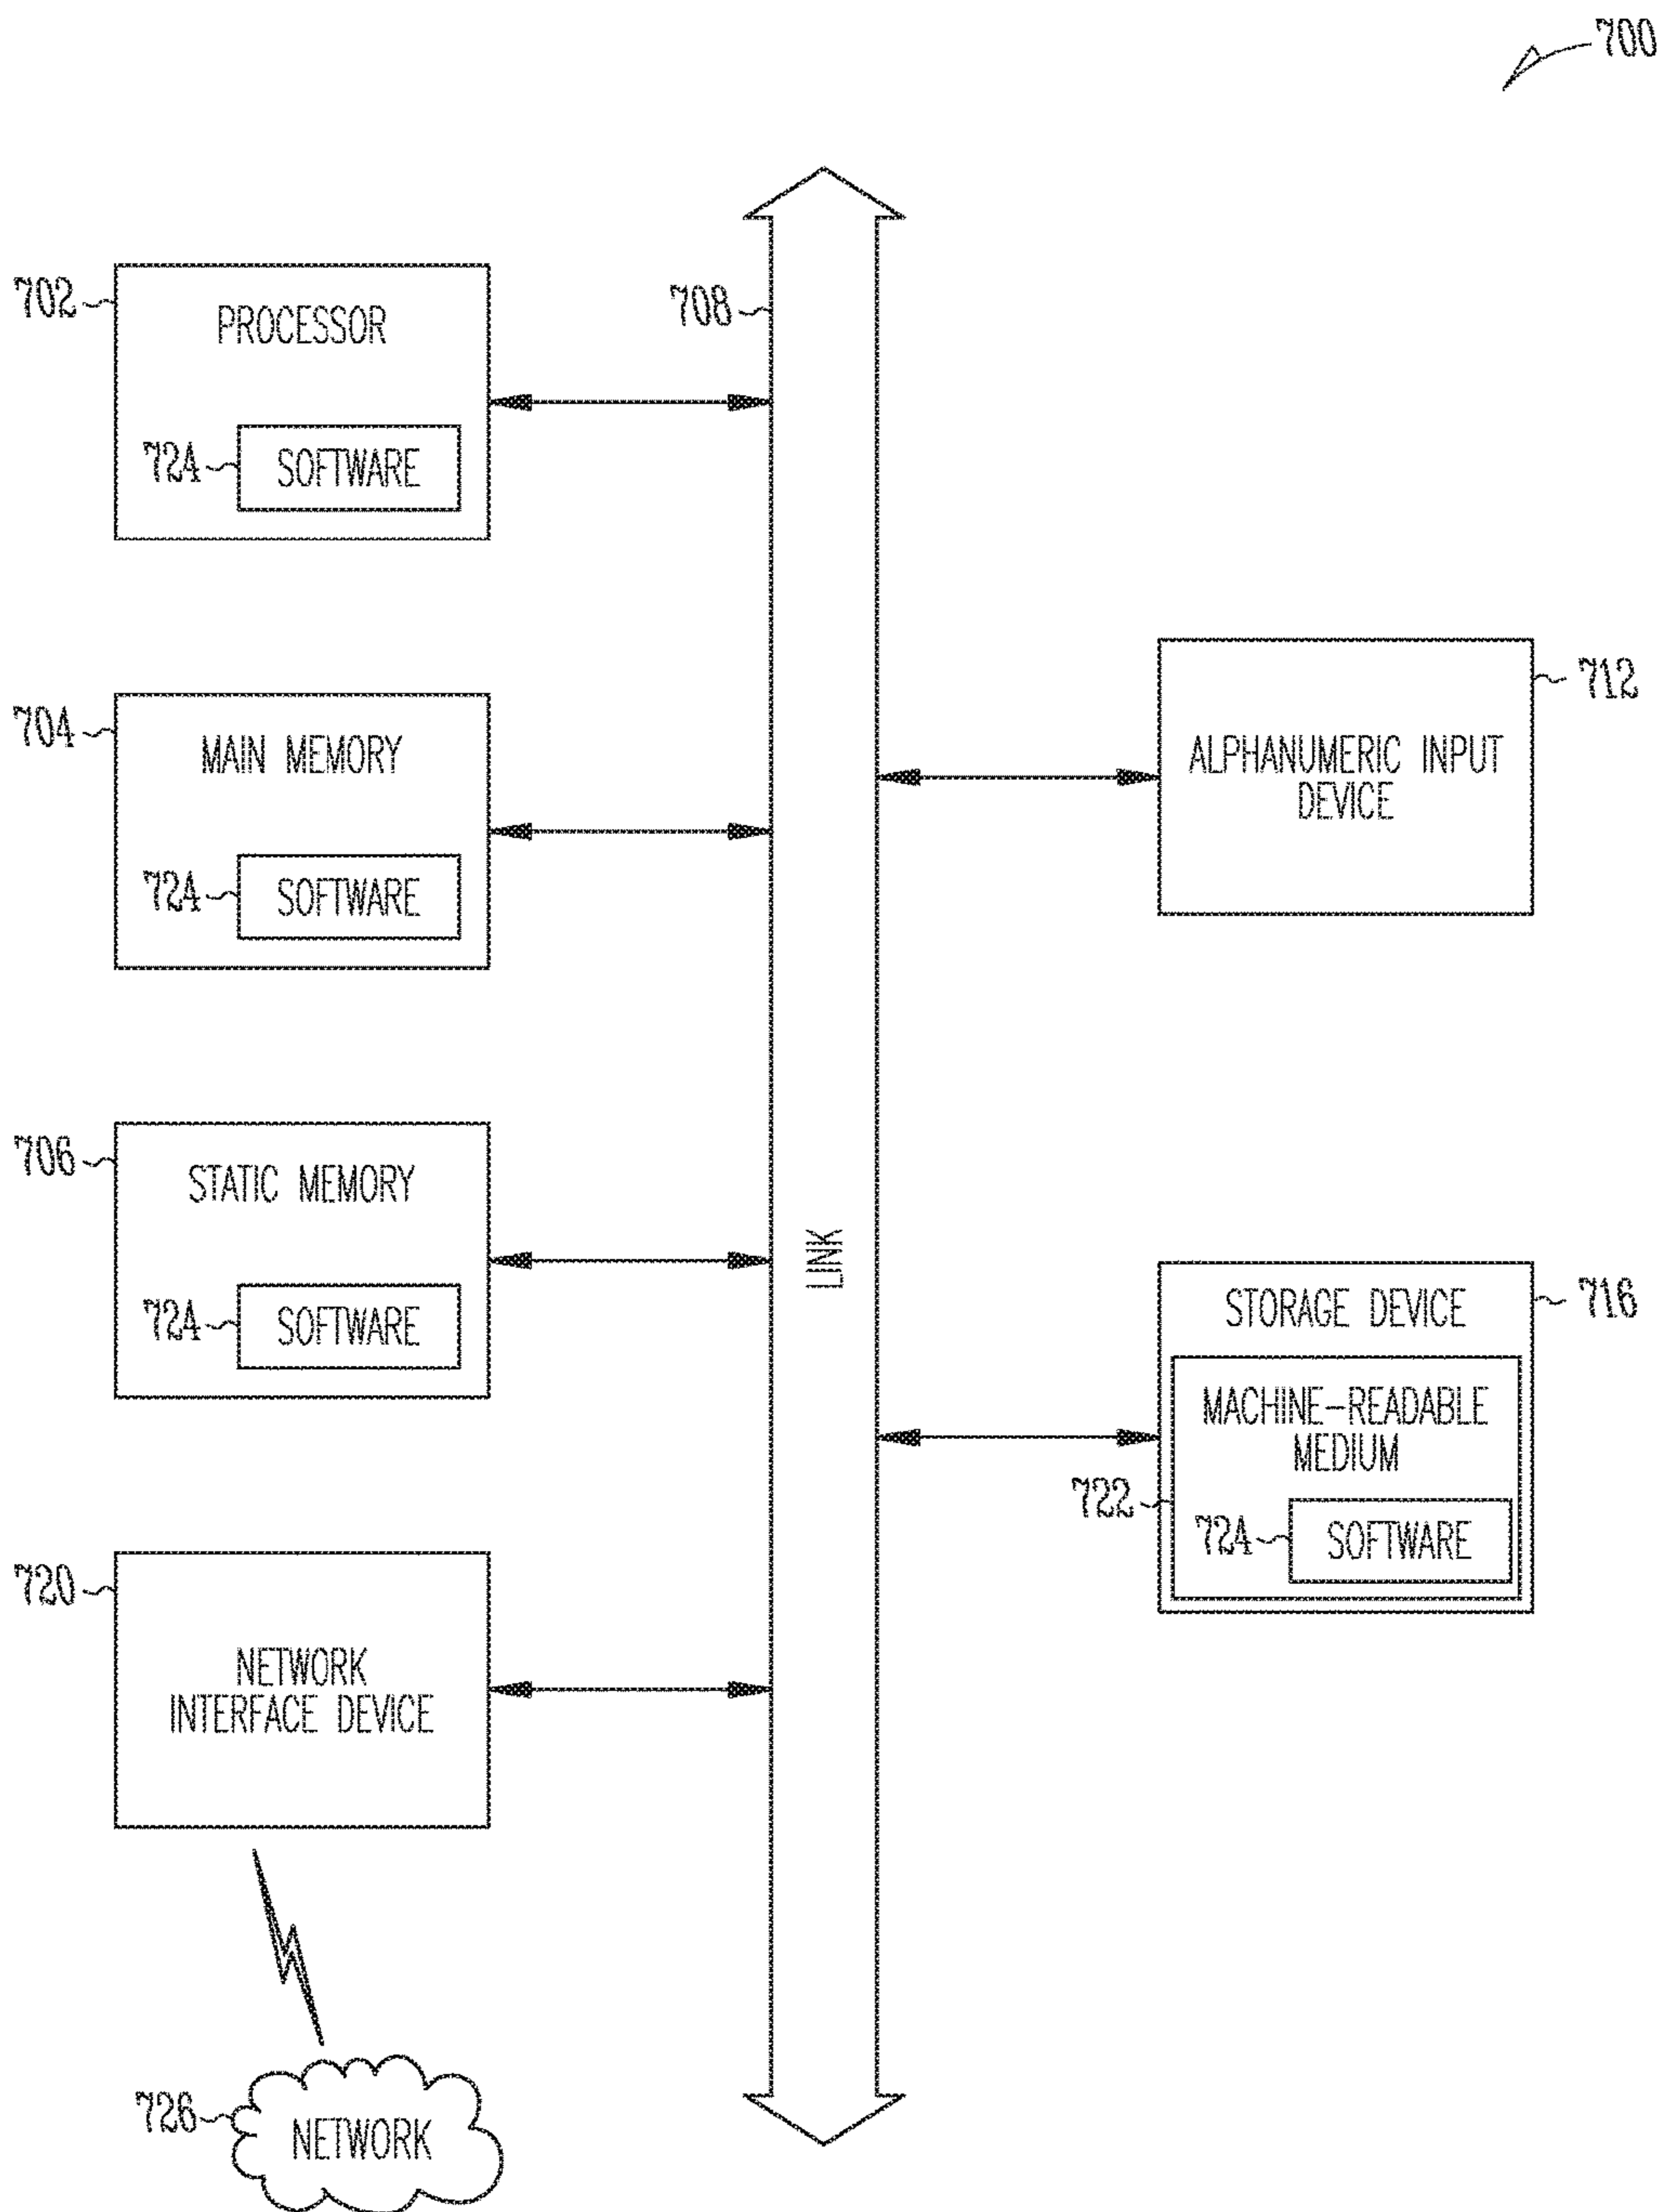 700
702
PROCESSOR
724
SOFTWARE
708
704
MAIN MEMORY
724
SOFTWARE
712
ALPHANUMERIC INPUT
DEVICE
706
STATIC MEMORY
724
SOFTWARE
LINK
716
STORAGE DEVICE
MACHINE-READABLE
MEDIUM
722
724
SOFTWARE
720
NETWORK
INTERFACE DEVICE
726
NETWORK